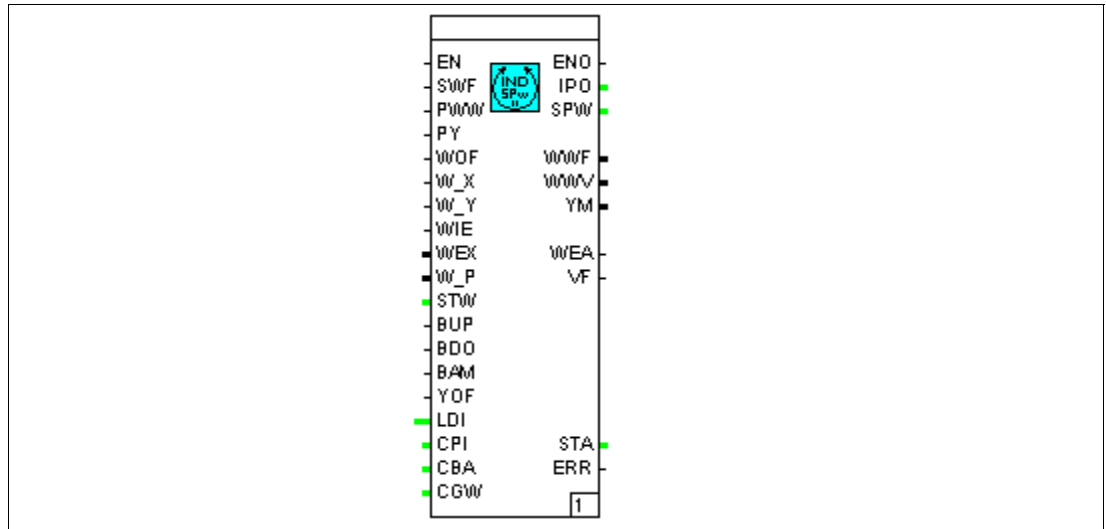 EN ENO
SWF IND IPO
PWW SPW SPW
II
PY
WOF WWF
W_X WWV
W_Y YM
WIE
WEX WEA
W_P VF
STW
BUP
BDO
BAM
YOF
LDI
CPI STA
CBA ERR
CGW
1